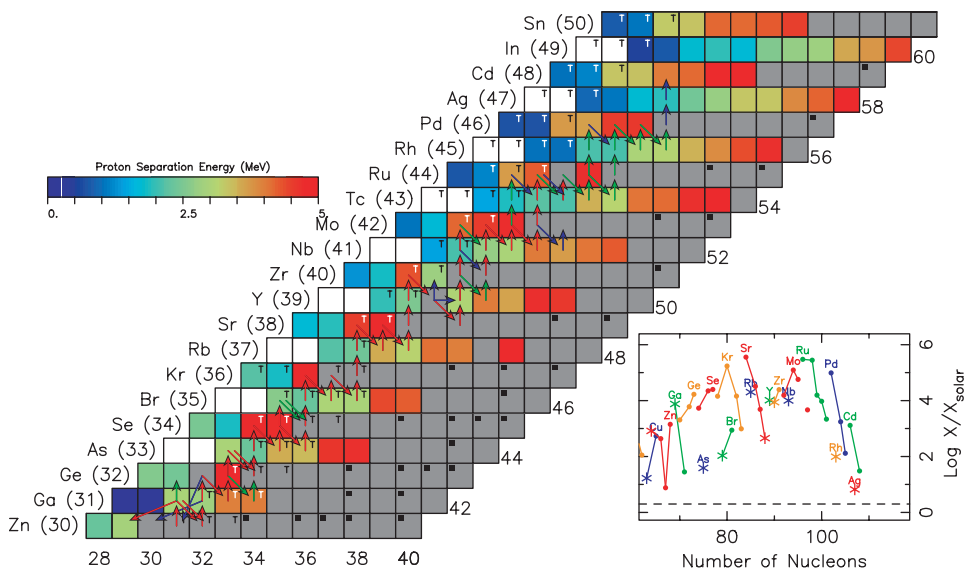 Sn (50)
In (49)
Cd (48)
Ag (47)
Pd (46)
Rh (45)
Ru (44)
Tc (43)
Mo (42)
Nb (41)
Zr (40)
Y (39)
Sr (38)
Rb (37)
Kr (36)
Br (35)
Se (34)
As (33)
Ge (32)
Ga (31)
Zn (30)
28 30 32 34 36 38 40
42
44
46
48
50
52
54
56
58
60
Proton Separation Energy (MeV)
0. 2.5 5
T T T T
T T
T T T
T
T T T
T T T T
T T T
T T
T T
T T
T
T T
T T
T T
T T
Log X/Xsolar
0 2 4 6
80 100
Number of Nucleons
Cu
Zn
Ga
Ge
As
Se
Br
Kr
Rb
Sr
Y
Zr
Nb
Mo
Ru
Rh
Pd
Ag
Cd